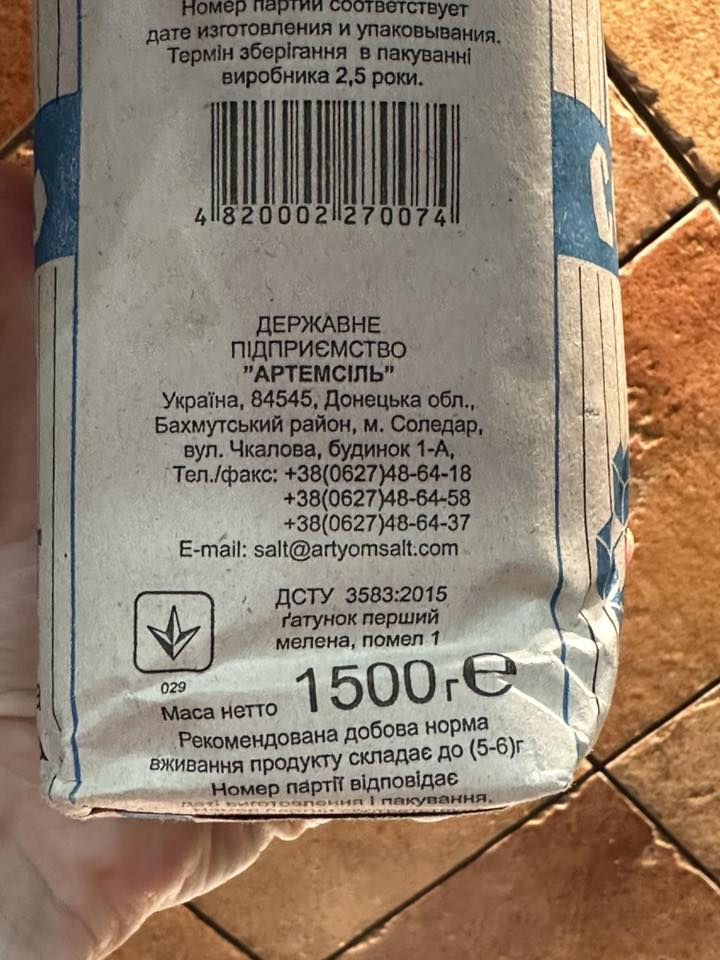 Номер партии соответствует
дате изготовления и упаковывания.
Термін зберігання в пакуванні
виробника 2,5 роки.
4 820002 270074
ДЕРЖАВНЕ
ПІДПРИЄМСТВО
"АРТЕМСІЛЬ"
Україна, 84545, Донецька обл.,
Бахмутський район, м. Соледар,
вул. Чкалова, будинок 1-А,
Тел./факс: +38(0627)48-64-18
+38(0627)48-64-58
+38(0627)48-64-37
E-mail: salt@artyomsalt.com
ДСТУ 3583:2015
ґатунок перший
мелена, помел 1
029
Маса нетто 1500г℮
Рекомендована добова норма
вживання продукту складає до (5-6)г
Номер партії відповідає
даті виготовлення і пакування.